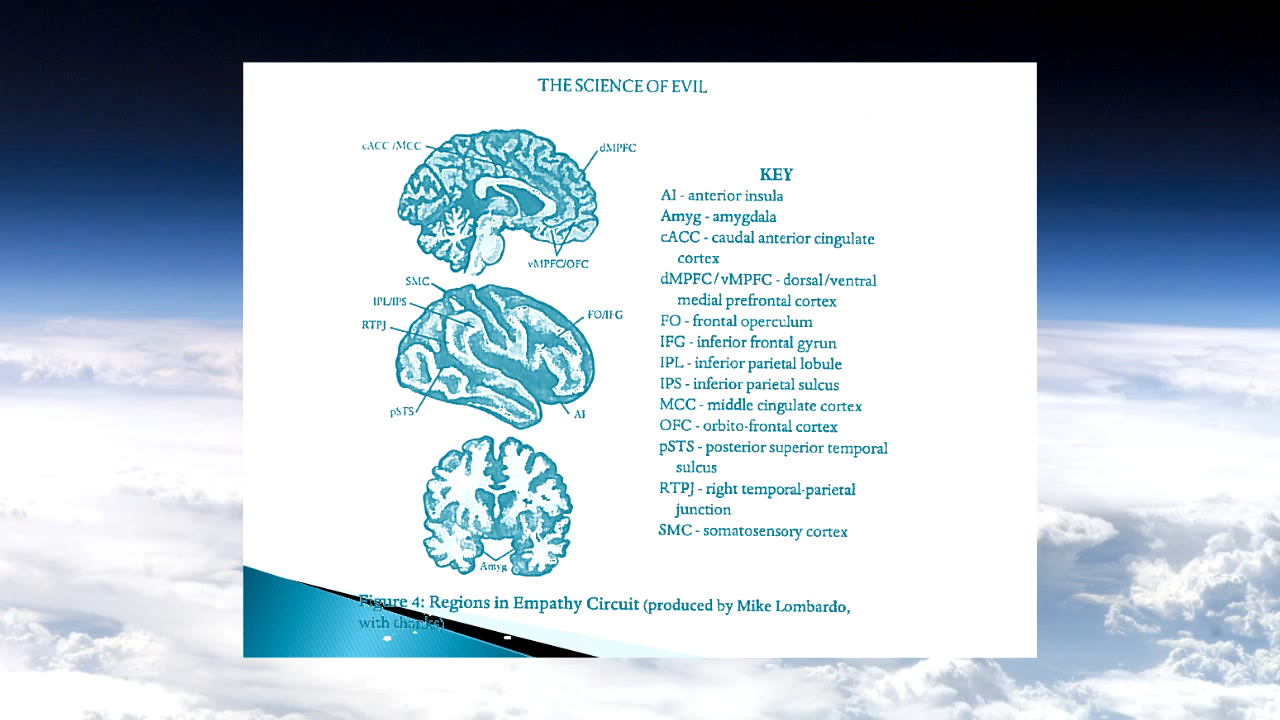 THE SCIENCE OF EVIL
cACC /MCC
dMPFC
vMPFC/OFC
SMC
IPL/IPS
RTPJ
FO/IFG
pSTS
AI
Amyg
KEY
AI - anterior insula
Amyg - amygdala
cACC - caudal anterior cingulate
cortex
dMPFC/vMPFC - dorsal/ventral
medial prefrontal cortex
FO - frontal operculum
IFG - inferior frontal gyrun
IPL - inferior parietal lobule
IPS - inferior parietal sulcus
MCC - middle cingulate cortex
OFC - orbito-frontal cortex
pSTS - posterior superior temporal
sulcus
RTPJ - right temporal-parietal
junction
SMC - somatosensory cortex
Figure 4: Regions in Empathy Circuit (produced by Mike Lombardo,
with thanks)